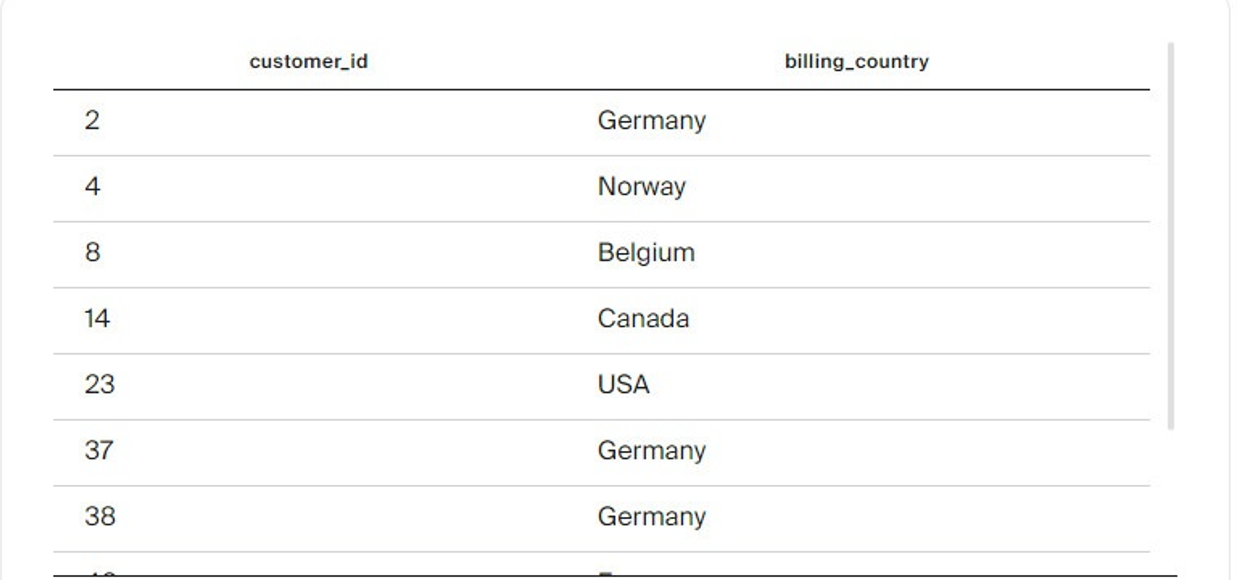 customer_id billing_country
2 Germany
4 Norway
8 Belgium
14 Canada
23 USA
37 Germany
38 Germany